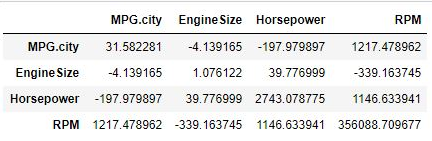 MPG.city EngineSize Horsepower RPM
MPG.city 31.582281 -4.139165 -197.979897 1217.478962
EngineSize -4.139165 1.076122 39.776999 -339.163745
Horsepower -197.979897 39.776999 2743.078775 1146.633941
RPM 1217.478962 -339.163745 1146.633941 356088.709677